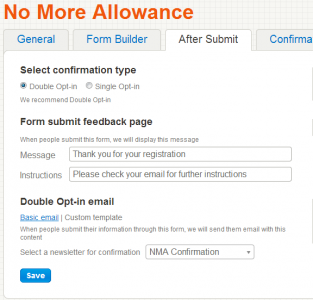 No More Allowance
General
Form Builder
After Submit
Confirma
Select confirmation type
Double Opt-in
Single Opt-in
We recommend Double Opt-in
Form submit feedback page
When people submit this form, we will display this message
Message
Thank you for your registration
Instructions
Please check your email for further instructions
Double Opt-in email
Basic email | Custom template
When people submit their information through this form, we will send them email with this
content
Select a newsletter for confirmation
NMA Confirmation
Save